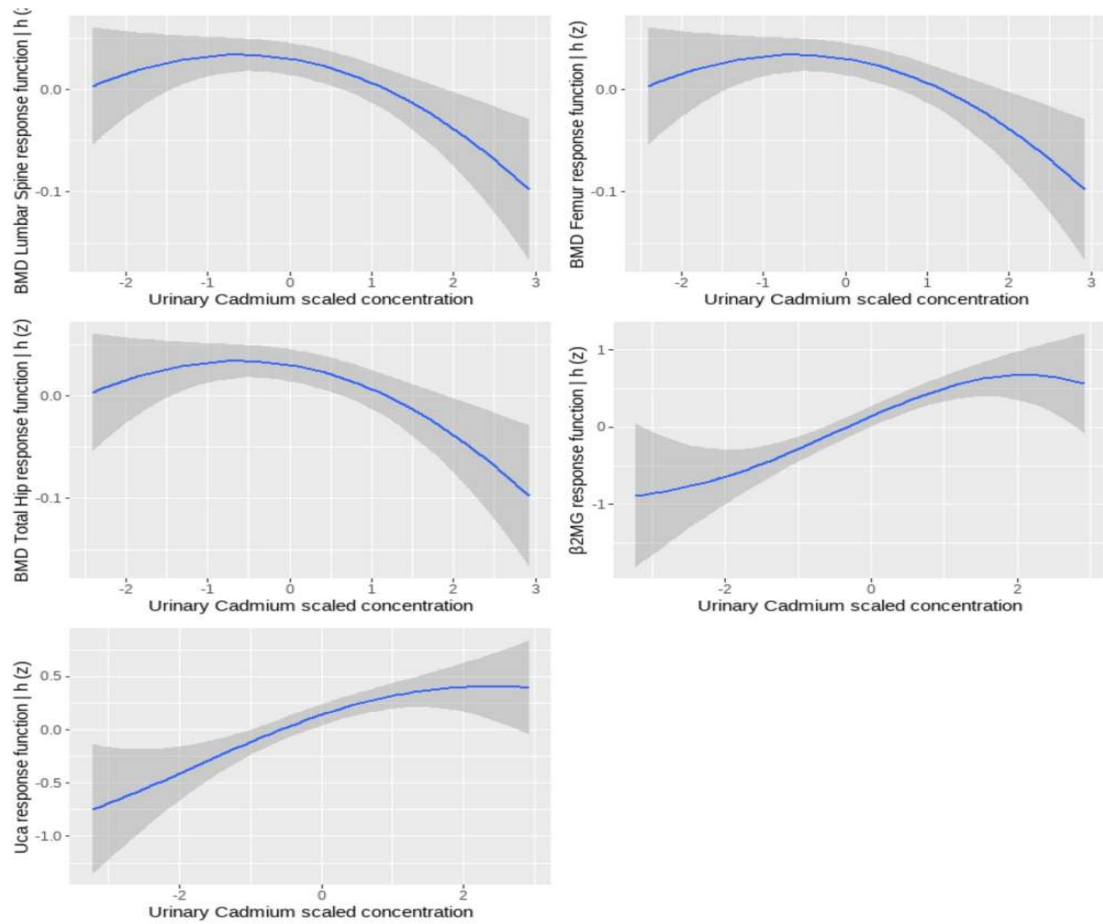 BMD Lumbar Spine response function | h (
0.0
-0.1
-2 -1 0 1 2 3
Urinary Cadmium scaled concentration
BMD Femur response function | h (z)
0.0
-0.1
-2 -1 0 1 2 3
Urinary Cadmium scaled concentration
BMD Total Hip response function | h (z)
0.0
-0.1
-2 -1 0 1 2 3
Urinary Cadmium scaled concentration
β2MG response function | h (z)
1
0
-1
-2 0 2
Urinary Cadmium scaled concentration
Uca response function | h (z)
0.5
0.0
-0.5
-1.0
-2 0 2
Urinary Cadmium scaled concentration